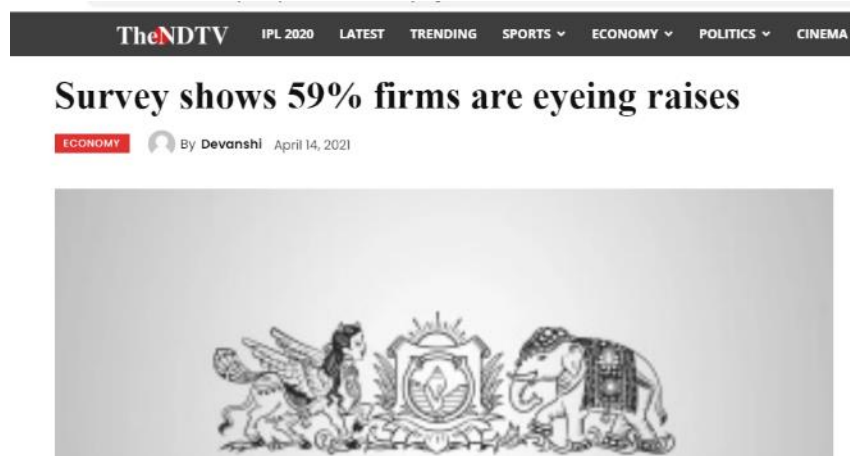 TheNDTV IPL 2020 LATEST TRENDING SPORTS ECONOMY POLITICS CINEMA
Survey shows 59% firms are eyeing raises
ECONOMY By Devanshi April 14, 2021